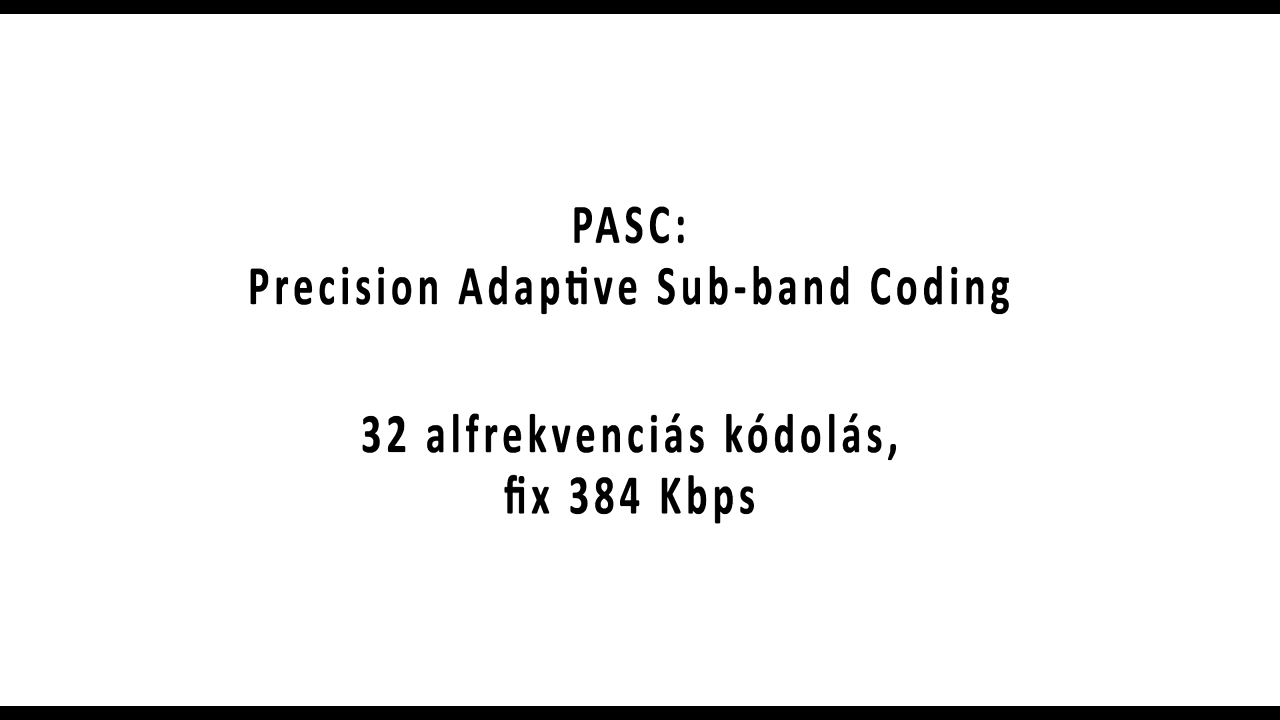 PASC:
Precision Adaptive Sub-band Coding
32 alfrekvenciás kódolás,
fix 384 Kbps